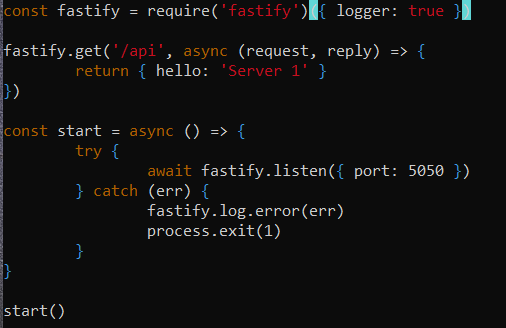 const fastify = require('fastify')({ logger: true })

fastify.get('/api', async (request, reply) => {
        return { hello: 'Server 1' }
})

const start = async () => {
        try {
                await fastify.listen({ port: 5050 })
        } catch (err) {
                fastify.log.error(err)
                process.exit(1)
        }
}

start()